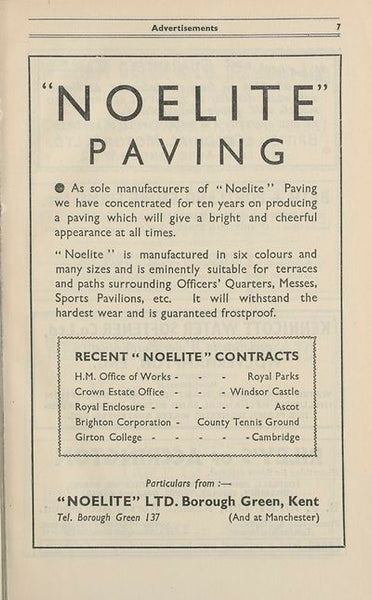 Advertisements 7
"NOELITE"
PAVING
● As sole manufacturers of "Noelite" Paving
we have concentrated for ten years on producing
a paving which will give a bright and cheerful
appearance at all times.
"Noelite" is manufactured in six colours and
many sizes and is eminently suitable for terraces
and paths surrounding Officers' Quarters, Messes,
Sports Pavilions, etc. It will withstand the
hardest wear and is guaranteed frostproof.
RECENT "NOELITE" CONTRACTS
H.M. Office of Works - - - Royal Parks
Crown Estate Office - - - Windsor Castle
Royal Enclosure - - - - - Ascot
Brighton Corporation - County Tennis Ground
Girton College - - - - - Cambridge
Particulars from :—
"NOELITE" LTD. Borough Green, Kent
Tel. Borough Green 137 (And at Manchester)